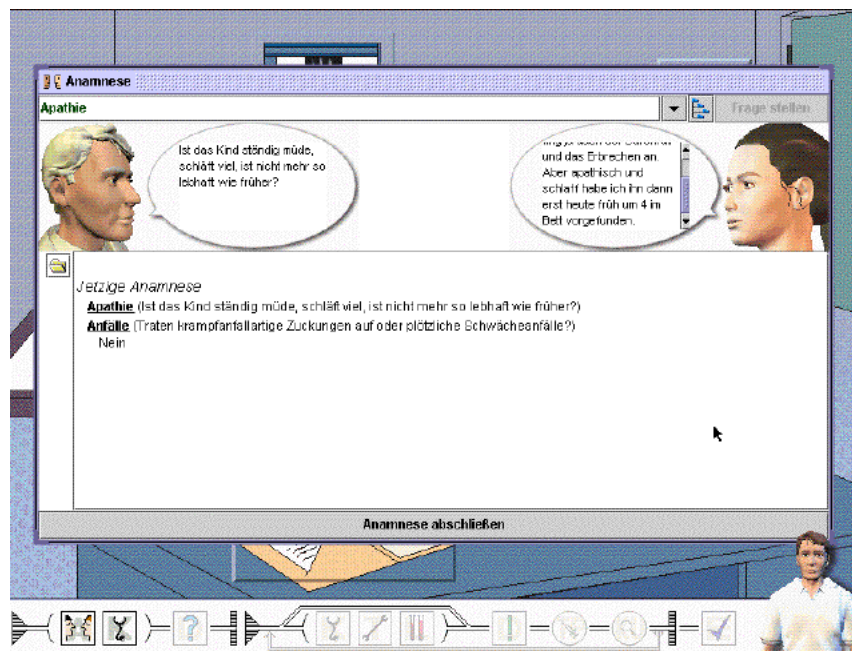 Anamnese
Apathie
Frage stellen
Ist das Kind ständig müde,
schläft viel, ist nicht mehr so
lebhaft wie früher?
und das Erbrechen an.
Aber apathisch und
schlaff habe ich ihn dann
erst heute früh um 4 im
Bett vorgefunden.
Jetzige Anamnese
Apathie (Ist das Kind ständig müde, schläft viel, ist nicht mehr so lebhaft wie früher?)
Anfälle (Traten krampfanfallartige Zuckungen auf oder plötzliche Schwächeanfälle?)
Nein
Anamnese abschließen